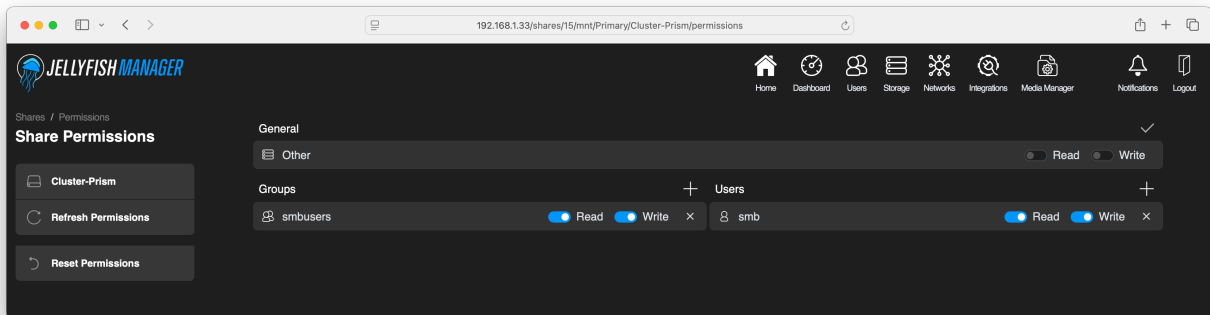 192.168.1.33/shares/15/mnt/Primary/Cluster-Prism/permissions
JELLYFISH MANAGER
Home
Dashboard
Users
Storage
Networks
Integrations
Media Manager
Notifications
Logout
Shares / Permissions
Share Permissions
Cluster-Prism
Refresh Permissions
Reset Permissions
General
Other
Read
Write
Groups
smbusers
Read
Write
Users
smb
Read
Write